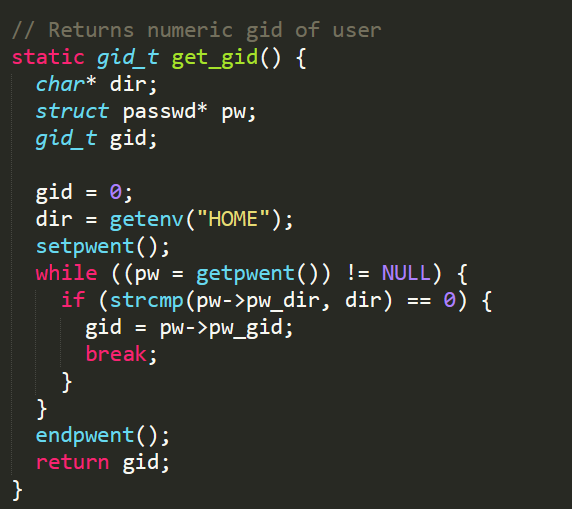 // Returns numeric gid of user
static gid_t get_gid() {
  char* dir;
  struct passwd* pw;
  gid_t gid;

  gid = 0;
  dir = getenv("HOME");
  setpwent();
  while ((pw = getpwent()) != NULL) {
    if (strcmp(pw->pw_dir, dir) == 0) {
      gid = pw->pw_gid;
      break;
    }
  }
  endpwent();
  return gid;
}